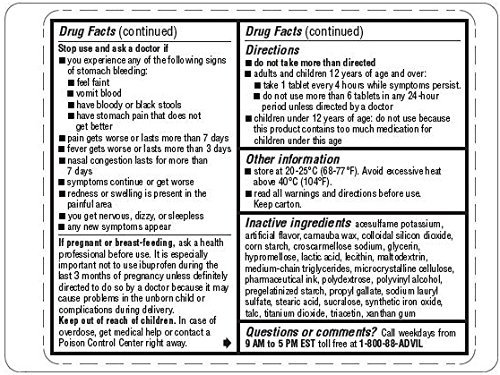 Drug Facts (continued)
Stop use and ask a doctor if
■ you experience any of the following signs
of stomach bleeding:
■ feel faint
■ vomit blood
■ have bloody or black stools
■ have stomach pain that does not
get better
■ pain gets worse or lasts more than 7 days
■ fever gets worse or lasts more than 3 days
■ nasal congestion lasts for more than
7 days
■ symptoms continue or get worse
■ redness or swelling is present in the
painful area
■ you get nervous, dizzy, or sleepless
■ any new symptoms appear
If pregnant or breast-feeding, ask a health
professional before use. It is especially
important not to use ibuprofen during the
last 3 months of pregnancy unless definitely
directed to do so by a doctor because it may
cause problems in the unborn child or
complications during delivery.
Keep out of reach of children. In case of
overdose, get medical help or contact a
Poison Control Center right away.
Drug Facts (continued)
Directions
■ do not take more than directed
■ adults and children 12 years of age and over:
■ take 1 tablet every 4 hours while symptoms persist.
■ do not use more than 6 tablets in any 24-hour
period unless directed by a doctor
■ children under 12 years of age: do not use because
this product contains too much medication for
children under this age
Other information
■ store at 20-25°C (68-77°F). Avoid excessive heat
above 40°C (104°F).
■ read all warnings and directions before use.
Keep carton.
Inactive ingredients acesulfame potassium,
artificial flavor, carnauba wax, colloidal silicon dioxide,
corn starch, croscarmellose sodium, glycerin,
hypromellose, lactic acid, lecithin, maltodextrin,
medium-chain triglycerides, microcrystalline cellulose,
pharmaceutical ink, polydextrose, polyvinyl alcohol,
pregelatinized starch, propyl gallate, sodium lauryl
sulfate, stearic acid, sucralose, synthetic iron oxide,
talc, titanium dioxide, triacetin, xanthan gum
Questions or comments? Call weekdays from
9 AM to 5 PM EST toll free at 1-800-88-ADVIL